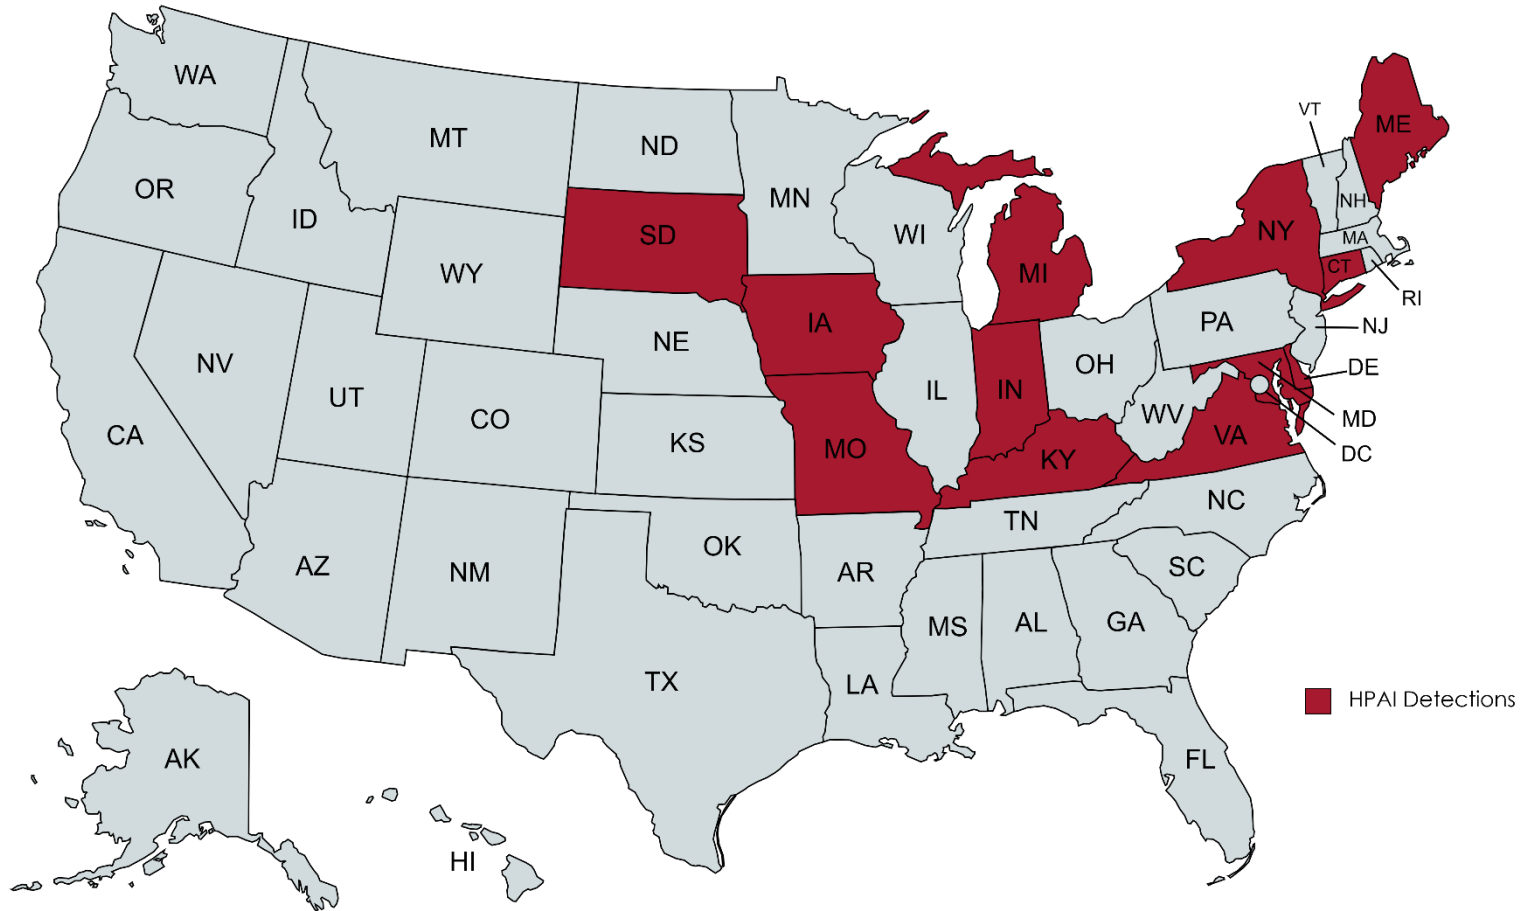 WA
MT
ND
MN
OR
ID
WY
SD
WI
MI
NY
VT
ME
NH
MA
CT
RI
NJ
PA
DE
MD
DC
NV
UT
CO
NE
IA
IL
IN
OH
WV
VA
CA
KS
MO
KY
NC
TN
AZ
NM
OK
AR
SC
MS
AL
GA
TX
LA
FL
AK
HI
HPAI Detections